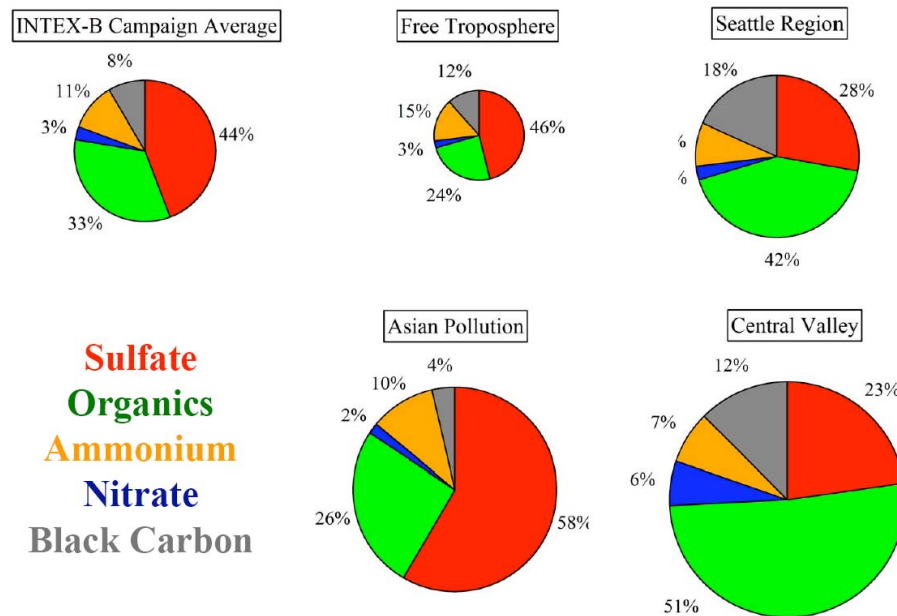 INTEX-B Campaign Average
8%
11%
3%
44%
33%
Free Troposphere
12%
15%
3%
46%
24%
Seattle Region
18%
28%
%
%
42%
Sulfate
Organics
Ammonium
Nitrate
Black Carbon
Asian Pollution
4%
10%
2%
26%
58%
Central Valley
12%
23%
7%
6%
51%